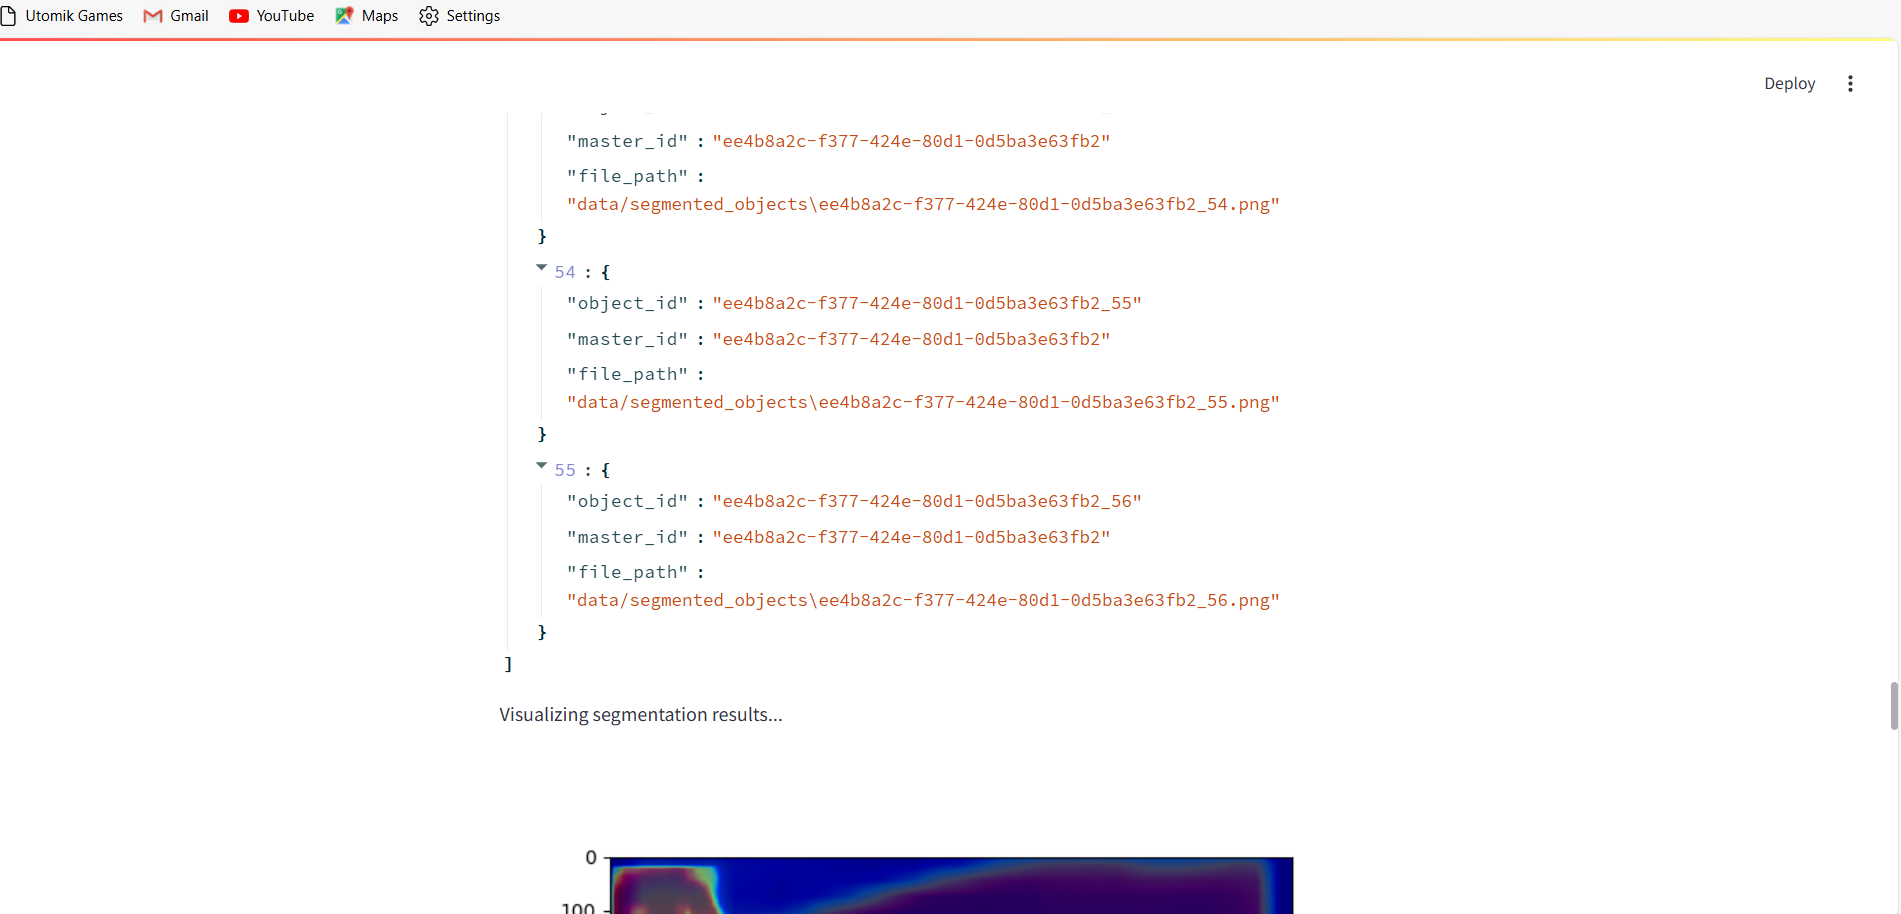 Utomik Games Gmail YouTube Maps Settings
Deploy
"master_id" : "ee4b8a2c-f377-424e-80d1-0d5ba3e63fb2"
"file_path" :
"data/segmented_objects\ee4b8a2c-f377-424e-80d1-0d5ba3e63fb2_54.png"
}
54 : {
"object_id" : "ee4b8a2c-f377-424e-80d1-0d5ba3e63fb2_55"
"master_id" : "ee4b8a2c-f377-424e-80d1-0d5ba3e63fb2"
"file_path" :
"data/segmented_objects\ee4b8a2c-f377-424e-80d1-0d5ba3e63fb2_55.png"
}
55 : {
"object_id" : "ee4b8a2c-f377-424e-80d1-0d5ba3e63fb2_56"
"master_id" : "ee4b8a2c-f377-424e-80d1-0d5ba3e63fb2"
"file_path" :
"data/segmented_objects\ee4b8a2c-f377-424e-80d1-0d5ba3e63fb2_56.png"
}
]
Visualizing segmentation results...
0
100